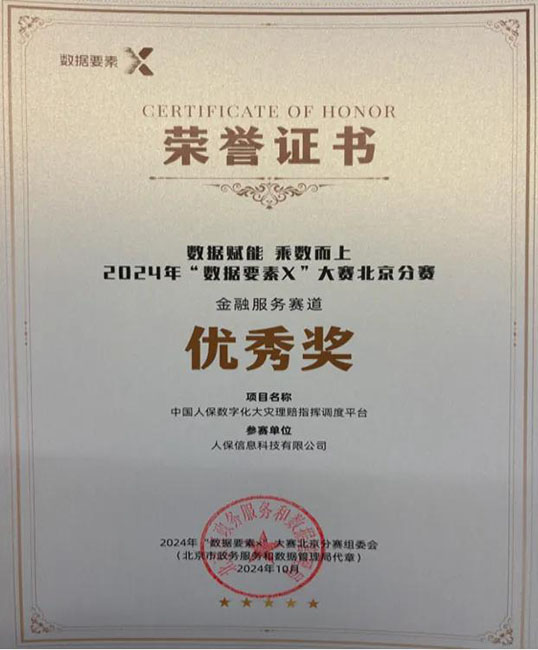 数据要素
CERTIFICATE OF HONOR
荣誉证书
数据赋能 乘数而上
2024年“数据要素X”大赛北京分赛
金融服务赛道
优秀奖
项目名称
中国人保数字化大灾理赔指挥调度平台
参赛单位
人保信息科技有限公司
2024年“数据要素X”大赛北京分赛组委会
（北京市政务服务和数据管理局代章）
2024年10月